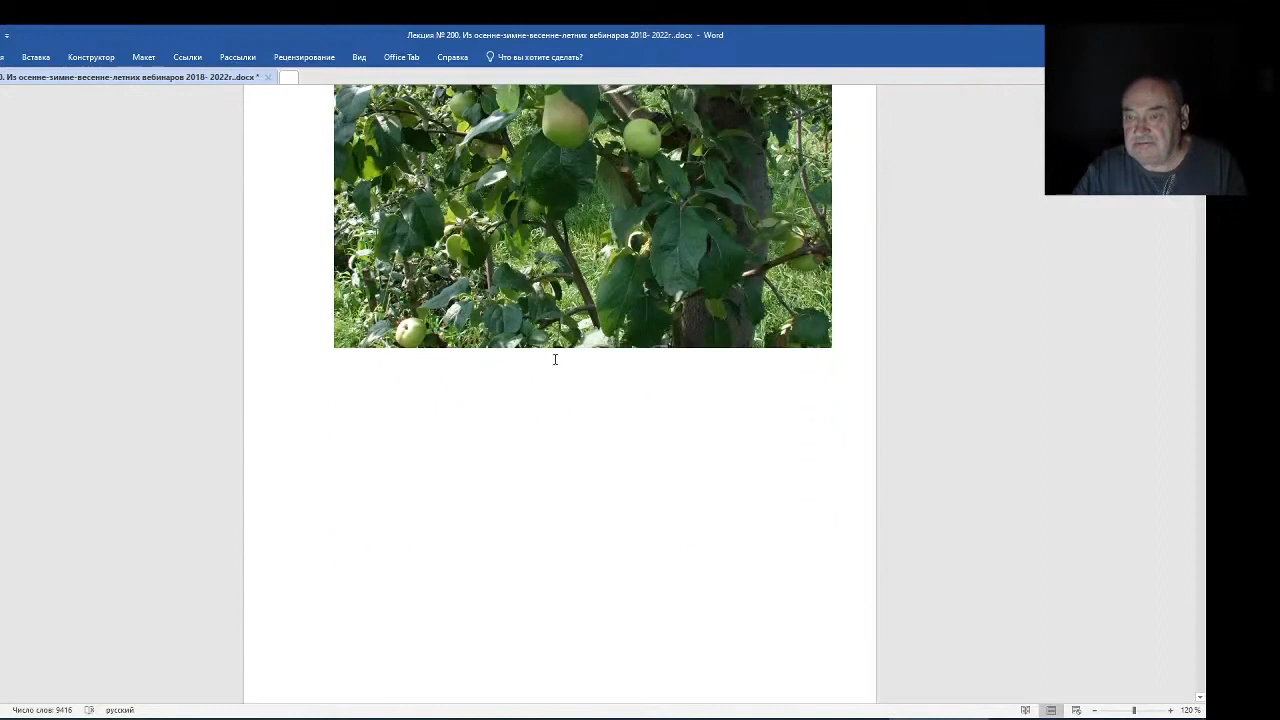 Лекция № 200. Из осенне-зимне-весенне-летних вебинаров 2018- 2022г..docx - Word
Вставка Конструктор Макет Ссылки Рассылки Рецензирование Вид Office Tab Справка Что вы хотите сделать?
0. Из осенне-зимне-весенне-летних вебинаров 2018- 2022г..docx *
Число слов: 9416 русский 120 %